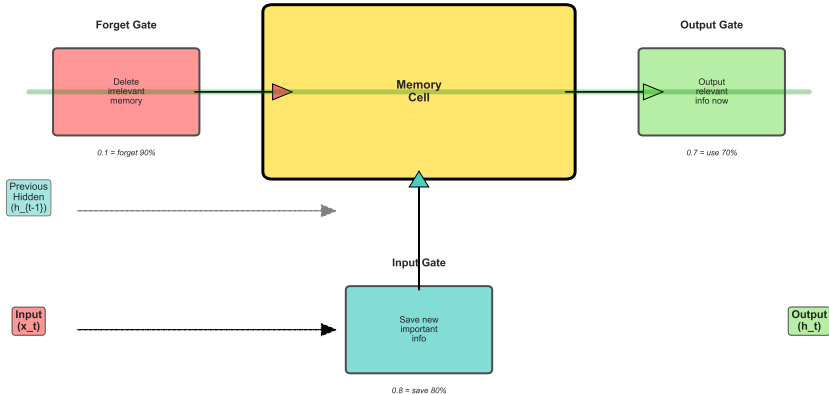 Forget Gate
Output Gate
Delete
irrelevant
memory
Memory
Cell
Output
relevant
info now
0.1 = forget 90%
0.7 = use 70%
Previous
Hidden
(h_{t-1})
Input Gate
Input
(x_t)
Save new
important
info
Output
(h_t)
0.8 = save 80%